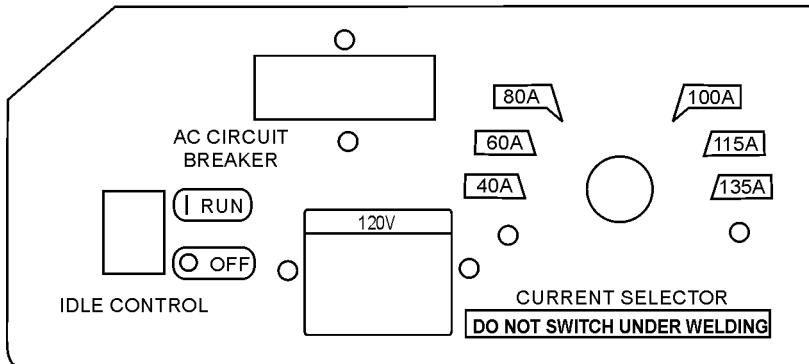 80A
100A
AC CIRCUIT
BREAKER
60A
115A
40A
135A
| RUN
120V
O OFF
IDLE CONTROL
CURRENT SELECTOR
DO NOT SWITCH UNDER WELDING